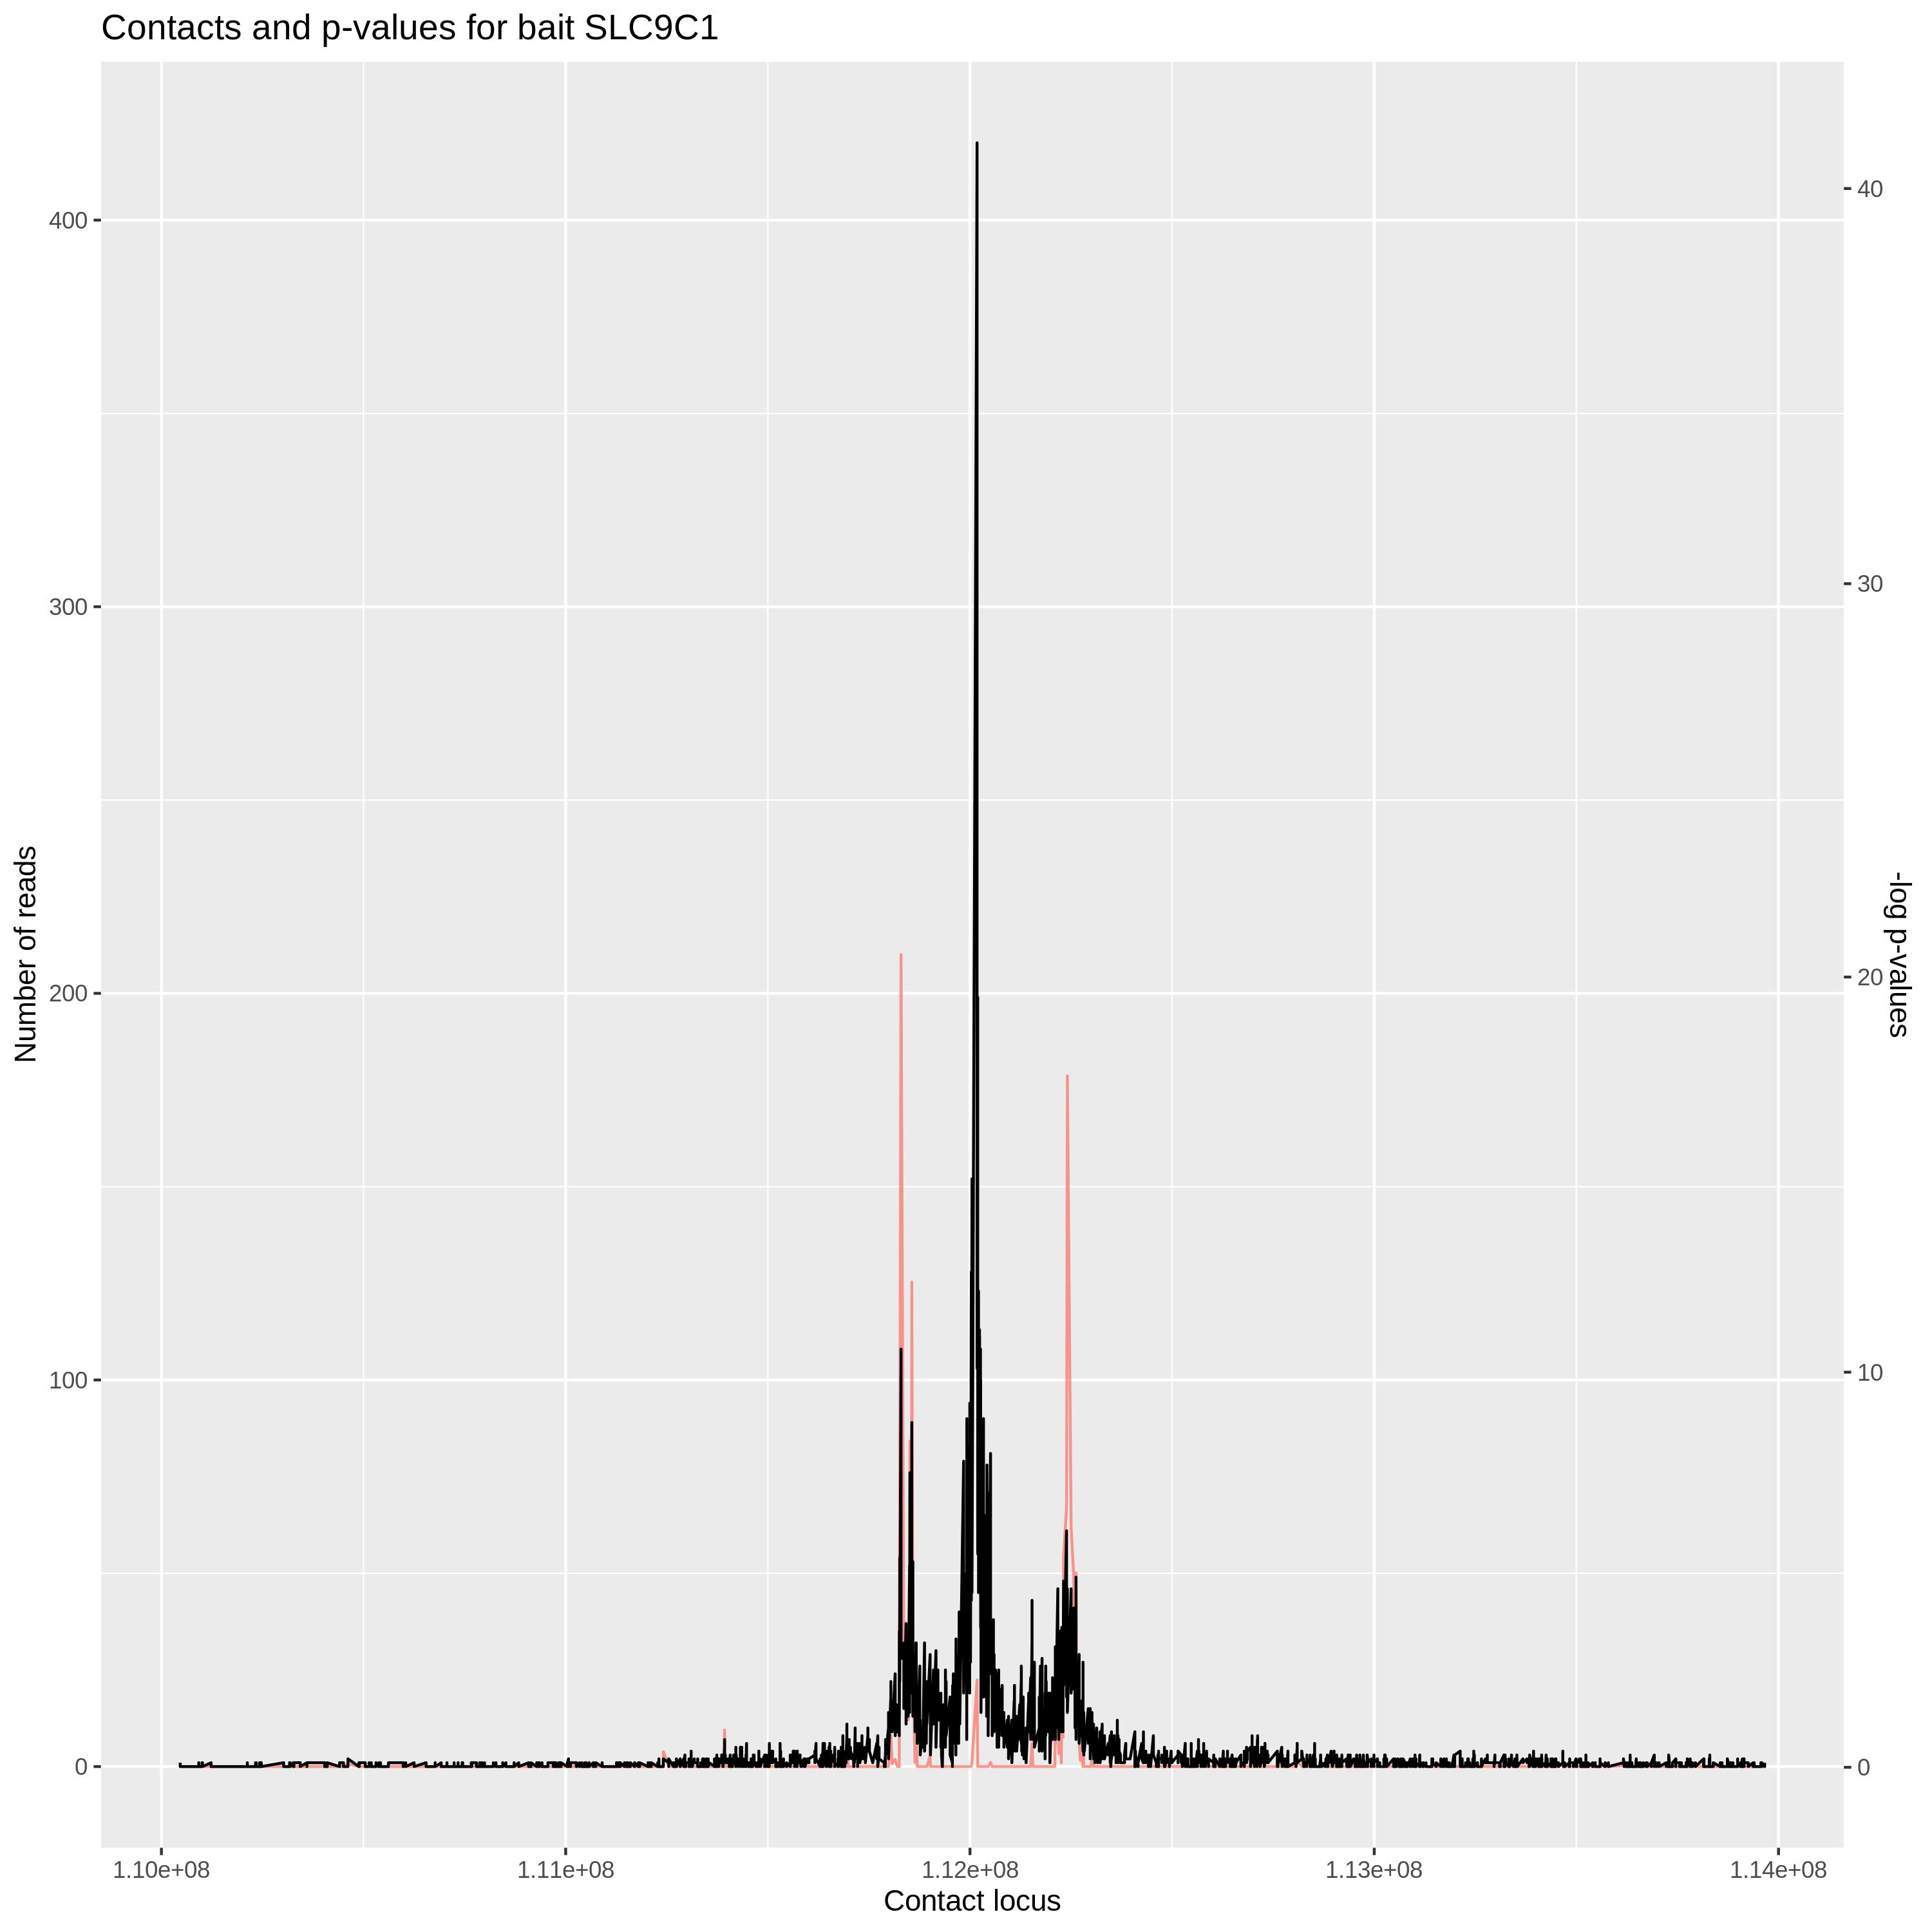 Contacts and p-values for bait SLC9C1
Number of reads
400
300
200
100
0
40
30
20
10
0
-log p-values
1.10e+08
1.11e+08
1.12e+08
1.13e+08
1.14e+08
Contact locus